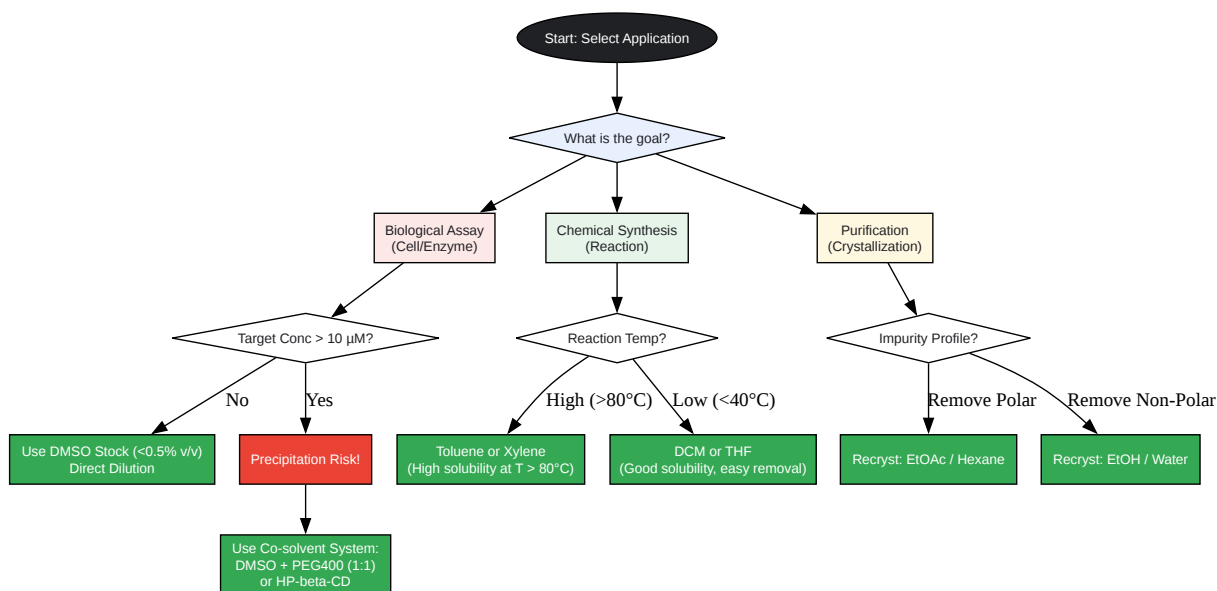 Start: Select Application
What is the goal?
Biological Assay
(Cell/Enzyme)
Chemical Synthesis
(Reaction)
Purification
(Crystallization)
Target Conc > 10 µM?
Reaction Temp?
Impurity Profile?
No
Yes
High (>80°C)
Low (<40°C)
Remove Polar
Remove Non-Polar
Use DMSO Stock (<0.5% v/v)
Direct Dilution
Precipitation Risk!
Toluene or Xylene
(High solubility at T > 80°C)
DCM or THF
(Good solubility, easy removal)
Recryst: EtOAc / Hexane
Recryst: EtOH / Water
Use Co-solvent System:
DMSO + PEG400 (1:1)
or HP-beta-CD